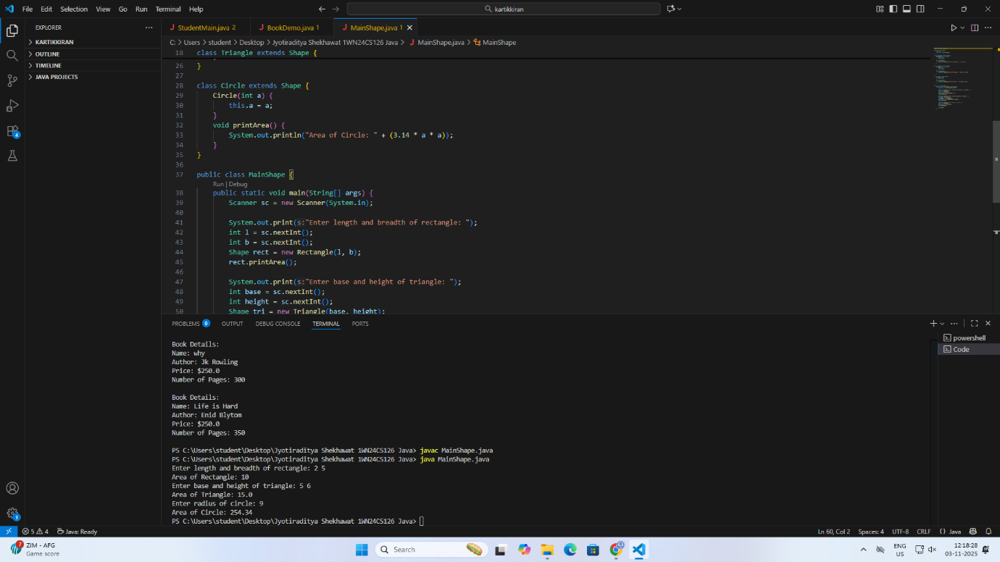 File Edit Selection View Go Run Terminal Help
kartikkiran
EXPLORER
KARTIKKIRAN
OUTLINE
TIMELINE
JAVA PROJECTS
4
1
StudentMain.java 2
BookDemo.java 1
MainShape.java 1
C: > Users > student > Desktop > Jyotiraditya Shekhawat 1WN24CS126 Java > MainShape.java > MainShape
18 class Triangle extends Shape {
26 }
27
28 class Circle extends Shape {
29 Circle(int a) {
30 this.a = a;
31 }
32 void printArea() {
33 System.out.println("Area of Circle: " + (3.14 * a * a));
34 }
35 }
36
37 public class MainShape {
Run | Debug
38 public static void main(String[] args) {
39 Scanner sc = new Scanner(System.in);
40
41 System.out.print(s:"Enter length and breadth of rectangle: ");
42 int l = sc.nextInt();
43 int b = sc.nextInt();
44 Shape rect = new Rectangle(l, b);
45 rect.printArea();
46
47 System.out.print(s:"Enter base and height of triangle: ");
48 int base = sc.nextInt();
49 int height = sc.nextInt();
50 Shape tri = new Triangle(base, height);
PROBLEMS 9 OUTPUT DEBUG CONSOLE TERMINAL PORTS
powershell
Code
Book Details:
Name: why
Author: Jk Rowling
Price: $250.0
Number of Pages: 300
Book Details:
Name: Life is Hard
Author: Enid Blytom
Price: $250.0
Number of Pages: 350
PS C:\Users\student\Desktop\Jyotiraditya Shekhawat 1WN24CS126 Java> javac MainShape.java
PS C:\Users\student\Desktop\Jyotiraditya Shekhawat 1WN24CS126 Java> java MainShape.java
Enter length and breadth of rectangle: 2 5
Area of Rectangle: 10
Enter base and height of triangle: 5 6
Area of Triangle: 15.0
Enter radius of circle: 9
Area of Circle: 254.34
PS C:\Users\student\Desktop\Jyotiraditya Shekhawat 1WN24CS126 Java>
5 4 Java: Ready
Ln 60, Col 2 Spaces: 4 UTF-8 CRLF {} Java
7
ZIM - AFG
Game score
Search
ENG
US
12:18:28
03-11-2025